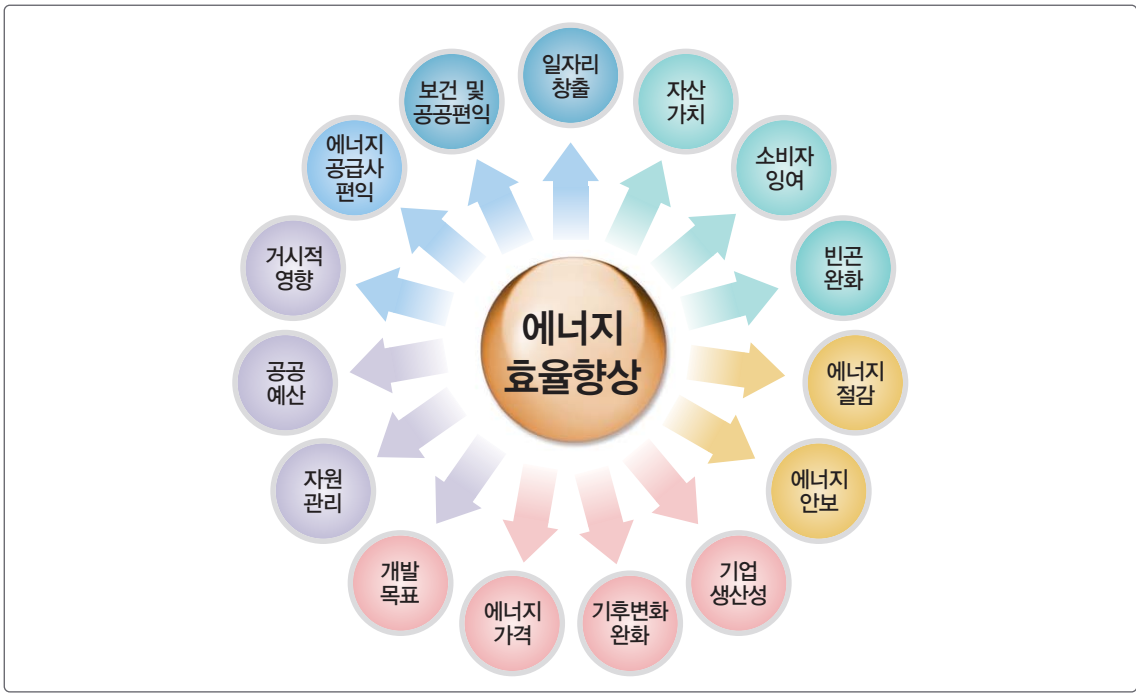 일자리
창출
자산
가치
소비자
잉여
빈곤
완화
에너지
절감
에너지
안보
기업
생산성
기후변화
완화
에너지
가격
개발
목표
자원
관리
공공
예산
거시적
영향
에너지
공급사
편익
보건 및
공공편익
에너지
효율향상